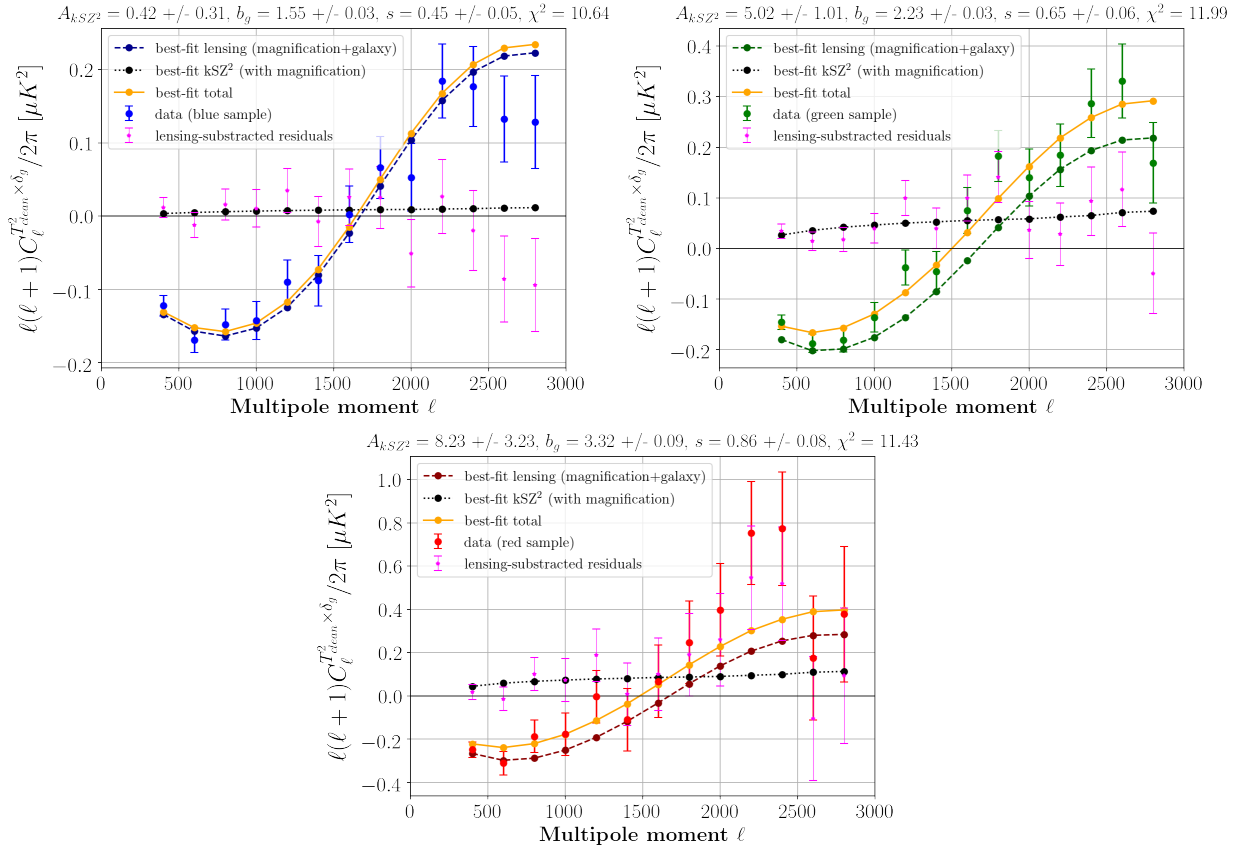 A_{kSZ²} = 0.42 +/- 0.31, b_g = 1.55 +/- 0.03, s = 0.45 +/- 0.05, χ² = 10.64
best-fit lensing (magnification+galaxy)
best-fit kSZ² (with magnification)
best-fit total
data (blue sample)
lensing-substracted residuals
ℓ(ℓ + 1)C_ℓ^{T²_{clean}×δ_g}/2π [μK²]
0.2
0.1
0.0
−0.1
−0.2
0 500 1000 1500 2000 2500 3000
Multipole moment ℓ
A_{kSZ²} = 5.02 +/- 1.01, b_g = 2.23 +/- 0.03, s = 0.65 +/- 0.06, χ² = 11.99
best-fit lensing (magnification+galaxy)
best-fit kSZ² (with magnification)
best-fit total
data (green sample)
lensing-substracted residuals
ℓ(ℓ + 1)C_ℓ^{T²_{clean}×δ_g}/2π [μK²]
0.4
0.3
0.2
0.1
0.0
−0.1
−0.2
0 500 1000 1500 2000 2500 3000
Multipole moment ℓ
A_{kSZ²} = 8.23 +/- 3.23, b_g = 3.32 +/- 0.09, s = 0.86 +/- 0.08, χ² = 11.43
best-fit lensing (magnification+galaxy)
best-fit kSZ² (with magnification)
best-fit total
data (red sample)
lensing-substracted residuals
ℓ(ℓ + 1)C_ℓ^{T²_{clean}×δ_g}/2π [μK²]
1.0
0.8
0.6
0.4
0.2
0.0
−0.2
−0.4
0 500 1000 1500 2000 2500 3000
Multipole moment ℓ